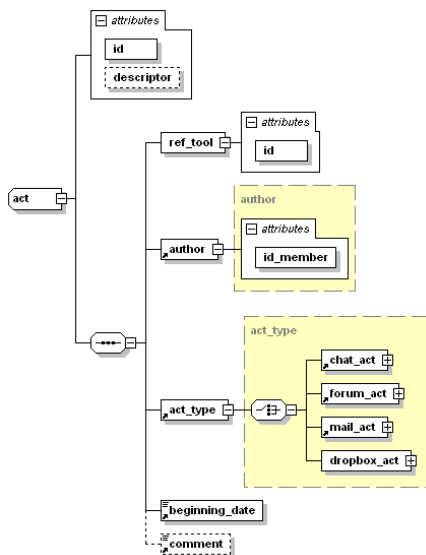 attributes
id
descriptor
ref_tool
attributes
id
act
author
author
attributes
id_member
act_type
act_type
chat_act
forum_act
mail_act
dropbox_act
beginning_date
comment